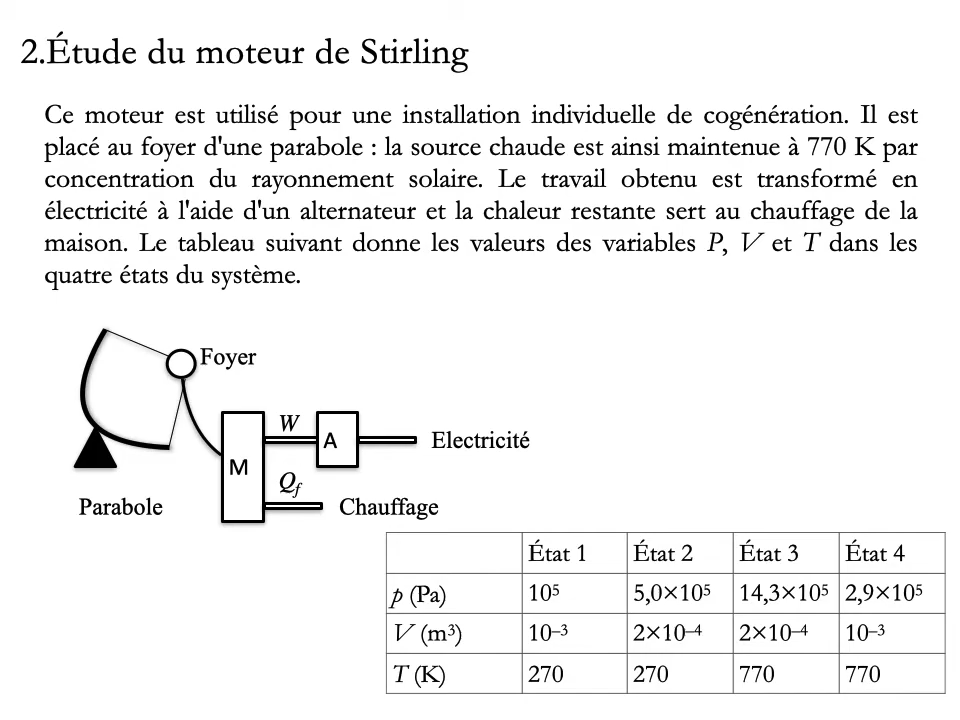 2.Étude du moteur de Stirling
Ce moteur est utilisé pour une installation individuelle de cogénération. Il est
placé au foyer d'une parabole : la source chaude est ainsi maintenue à 770 K par
concentration du rayonnement solaire. Le travail obtenu est transformé en
électricité à l'aide d'un alternateur et la chaleur restante sert au chauffage de la
maison. Le tableau suivant donne les valeurs des variables P, V et T dans les
quatre états du système.
Foyer
W
A
Electricité
M
Qf
Parabole
Chauffage
État 1 État 2 État 3 État 4
p (Pa) 10⁵ 5,0×10⁵ 14,3×10⁵ 2,9×10⁵
V (m³) 10⁻³ 2×10⁻⁴ 2×10⁻⁴ 10⁻³
T (K) 270 270 770 770